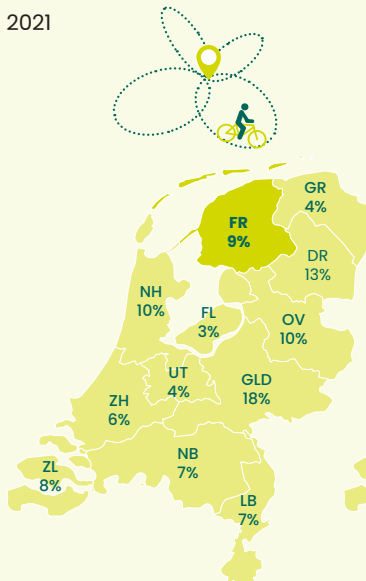 2021
GR
4%
FR
9%
DR
13%
NH
10%
FL
3%
OV
10%
UT
4%
GLD
18%
ZH
6%
NB
7%
ZL
8%
LB
7%